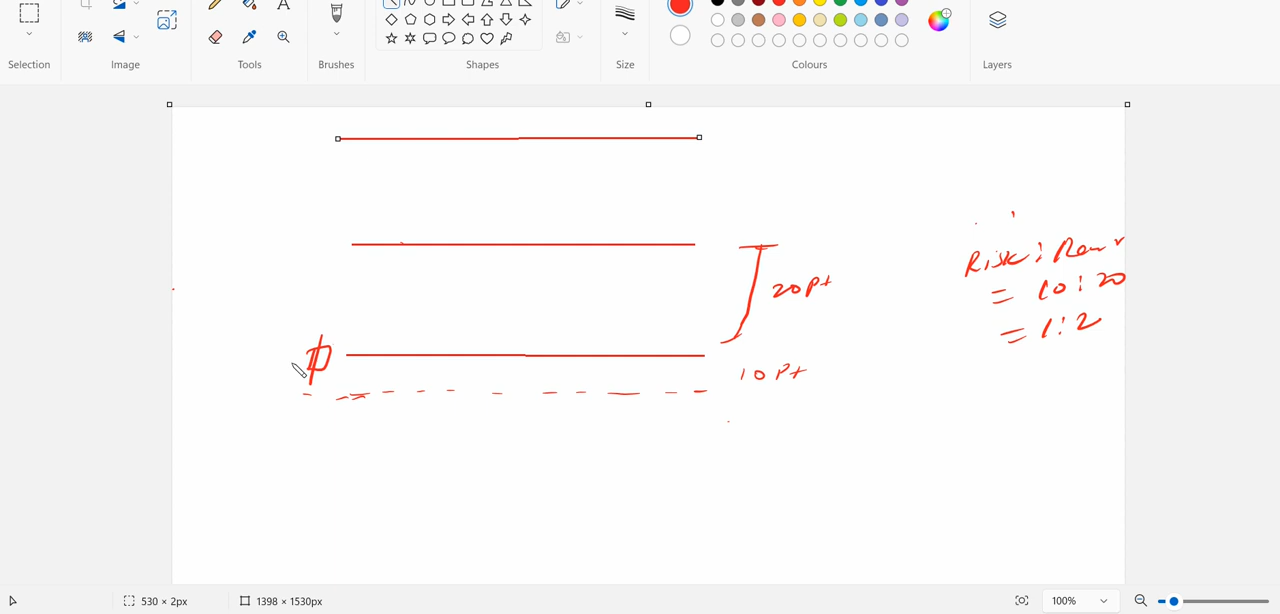 Selection
Image
Tools
Brushes
Shapes
Size
Colours
Layers
20pt
10Pt
Risk:
= 10:20
= 1:2
530 × 2px
1398 × 1530px
100%